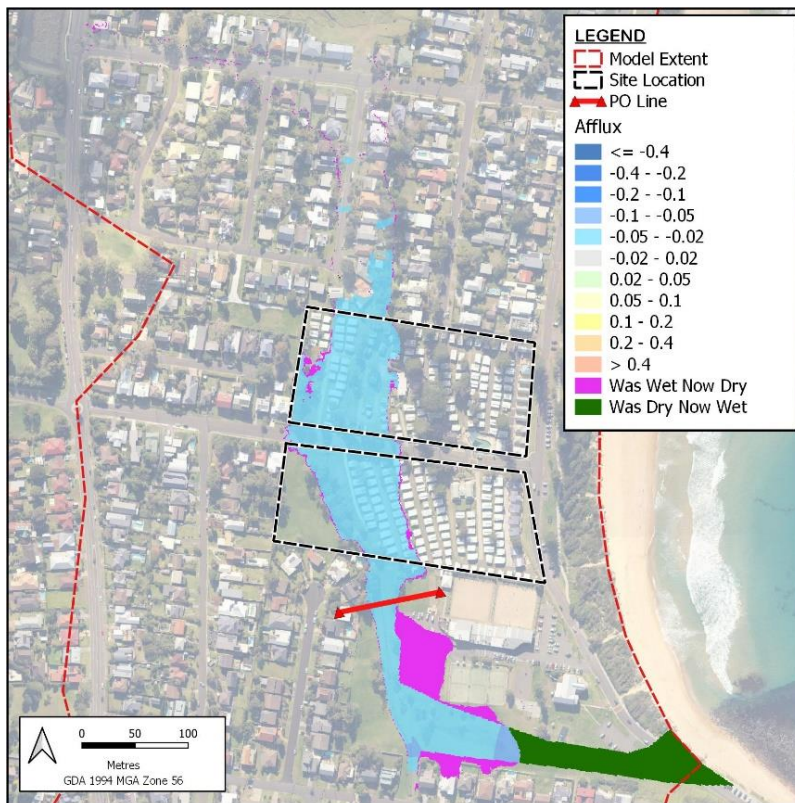 LEGEND
Model Extent
Site Location
PO Line
Afflux
<= -0.4
-0.4 - -0.2
-0.2 - -0.1
-0.1 - -0.05
-0.05 - -0.02
-0.02 - 0.02
0.02 - 0.05
0.05 - 0.1
0.1 - 0.2
0.2 - 0.4
> 0.4
Was Wet Now Dry
Was Dry Now Wet
0 50 100
Metres
GDA 1994 MGA Zone 56